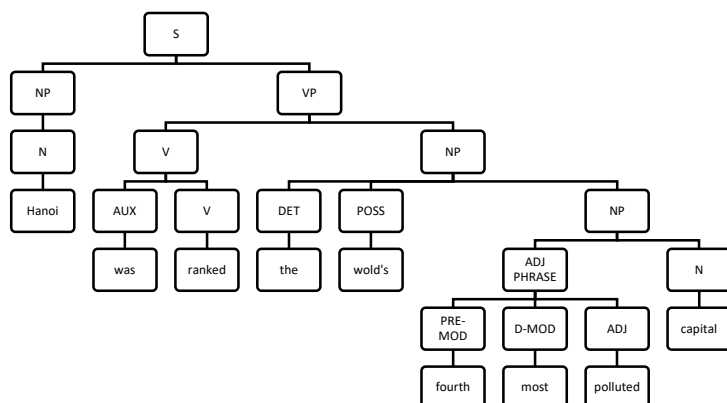 S
NP VP
N V NP
Hanoi AUX V DET POSS NP
was ranked the wold's ADJ PHRASE N
PRE-MOD D-MOD ADJ capital
fourth most polluted